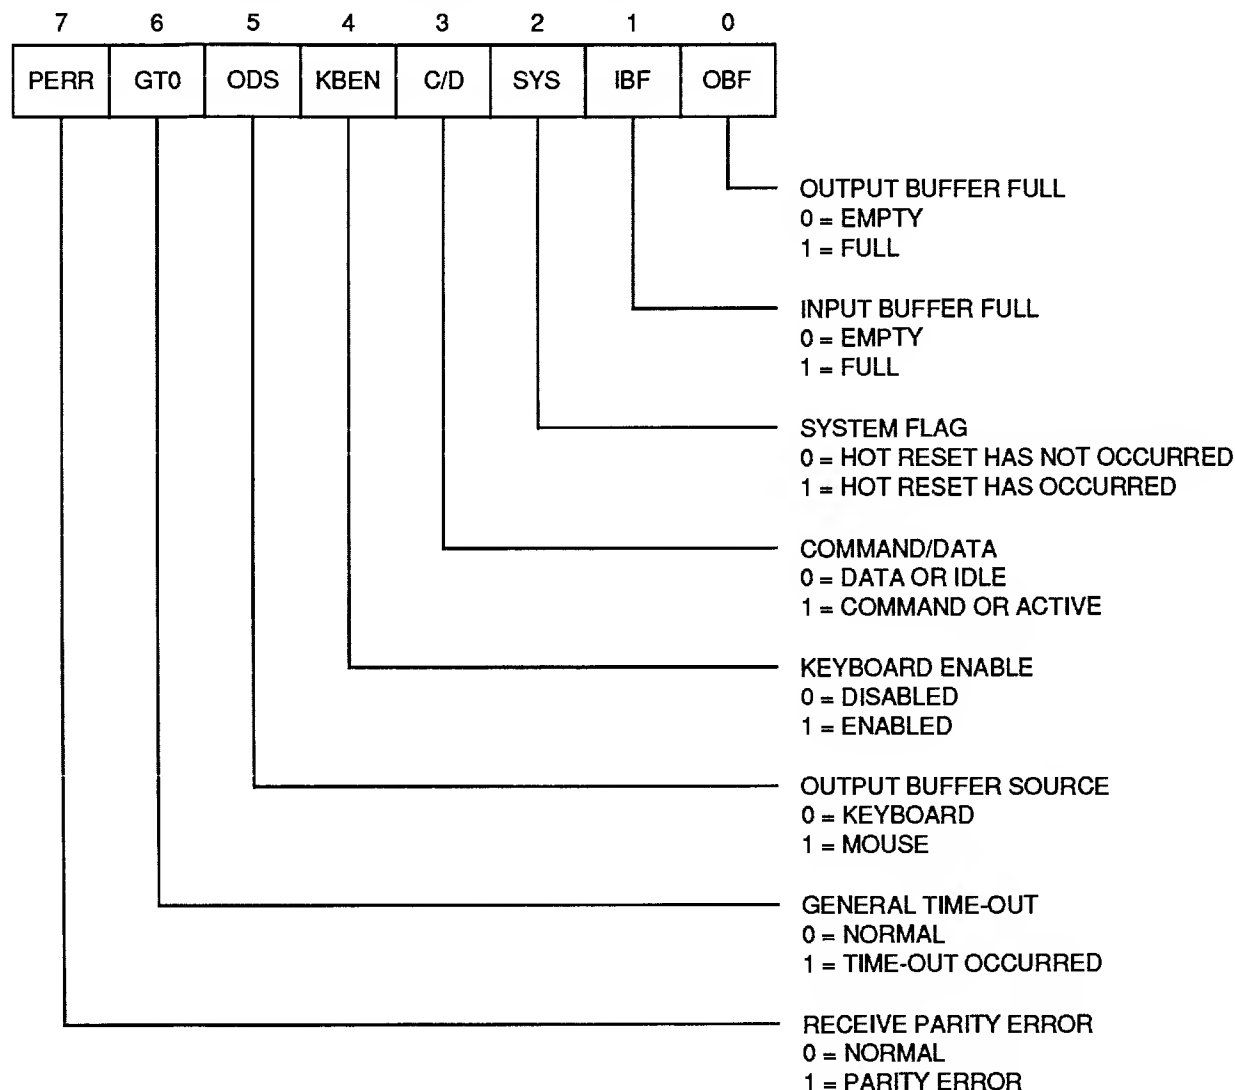 7 6 5 4 3 2 1 0
PERR GT0 ODS KBEN C/D SYS IBF OBF
OUTPUT BUFFER FULL
0 = EMPTY
1 = FULL
INPUT BUFFER FULL
0 = EMPTY
1 = FULL
SYSTEM FLAG
0 = HOT RESET HAS NOT OCCURRED
1 = HOT RESET HAS OCCURRED
COMMAND/DATA
0 = DATA OR IDLE
1 = COMMAND OR ACTIVE
KEYBOARD ENABLE
0 = DISABLED
1 = ENABLED
OUTPUT BUFFER SOURCE
0 = KEYBOARD
1 = MOUSE
GENERAL TIME-OUT
0 = NORMAL
1 = TIME-OUT OCCURRED
RECEIVE PARITY ERROR
0 = NORMAL
1 = PARITY ERROR